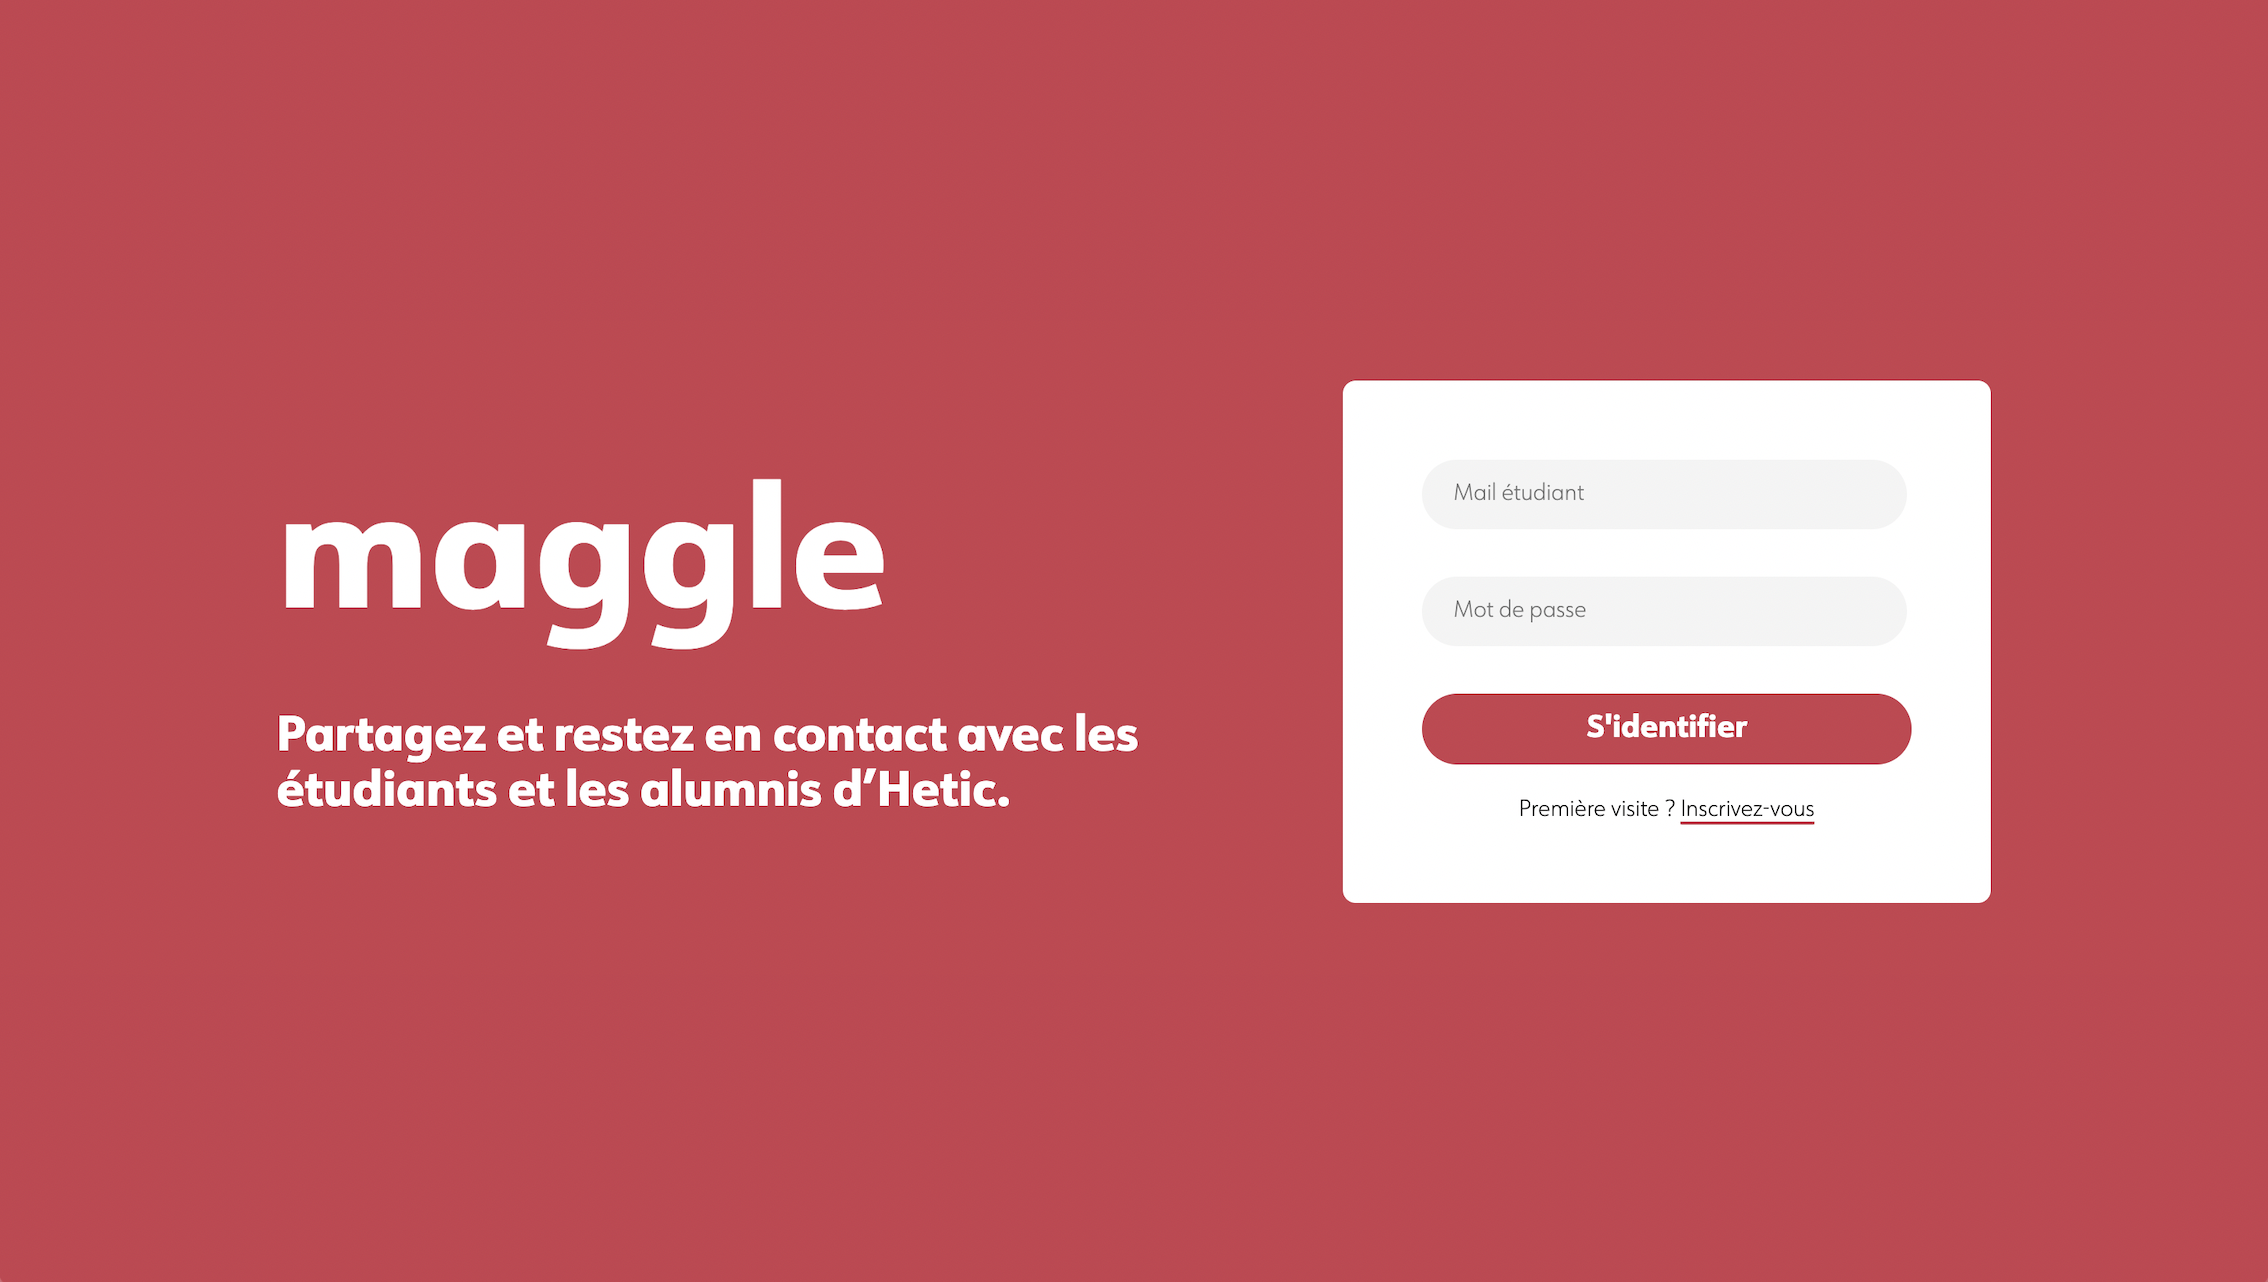 maggle
Partagez et restez en contact avec les
étudiants et les alumnis d’Hetic.
Mail étudiant
Mot de passe
S'identifier
Première visite ? Inscrivez-vous